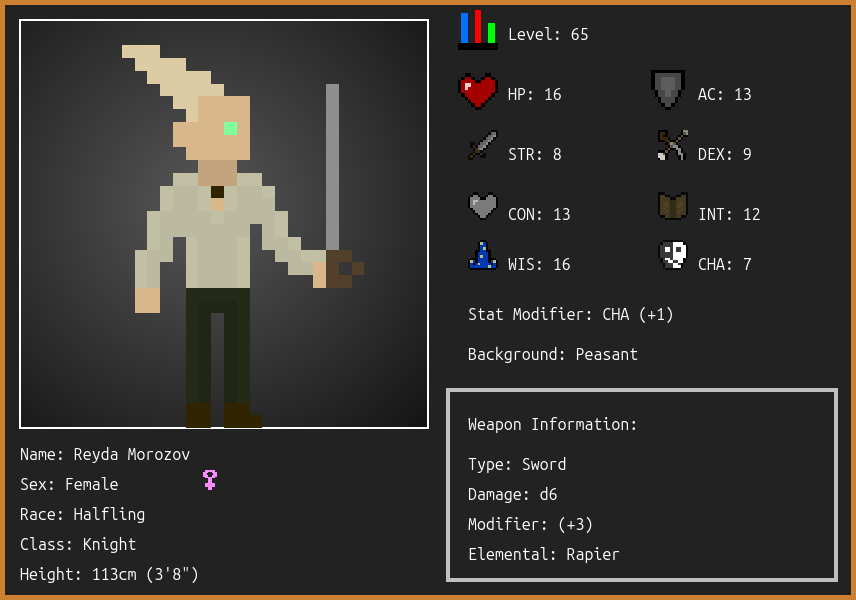 Level: 65
HP: 16
AC: 13
STR: 8
DEX: 9
CON: 13
INT: 12
WIS: 16
CHA: 7
Stat Modifier: CHA (+1)
Background: Peasant
Weapon Information:
Type: Sword
Damage: d6
Modifier: (+3)
Elemental: Rapier
Name: Reyda Morozov
Sex: Female
Race: Halfling
Class: Knight
Height: 113cm (3'8")